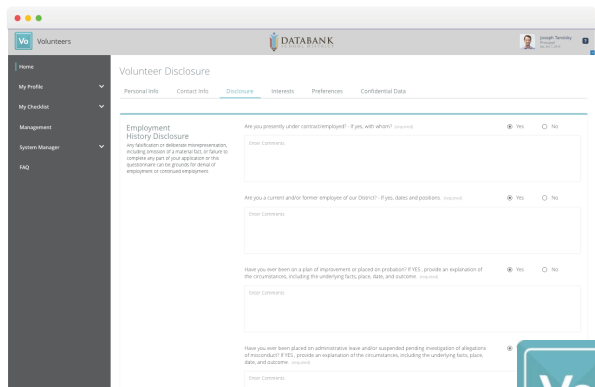 Vo Volunteers
DATABANK
SCHOOL DISTRICT
Joseph Tansisky
Principal
?
Home
My Profile
My Checklist
Management
System Manager
FAQ
Volunteer Disclosure
Personal Info Contact Info Disclosure Interests Preferences Confidential Data
Employment
History Disclosure
Any falsification or deliberate misrepresentation,
including omission of a material fact, or failure to
complete any part of your application or this
questionnaire can be grounds for denial of
employment or continued employment.
Are you presently under contract/employed? - If yes, with whom? (required) Yes No
Enter Comments
Are you a current and/or former employee of our District? - If yes, dates and positions. (required) Yes No
Enter Comments
Have you ever been on a plan of improvement or placed on probation? If YES , provide an explanation of
the circumstances, including the underlying facts, place, date, and outcome. (required) Yes No
Enter Comments
Have you ever been placed on administrative leave and/or suspended pending investigation of allegations
of misconduct? If YES , provide an explanation of the circumstances, including the underlying facts, place,
date, and outcome. (required)
Enter Comments
Vo